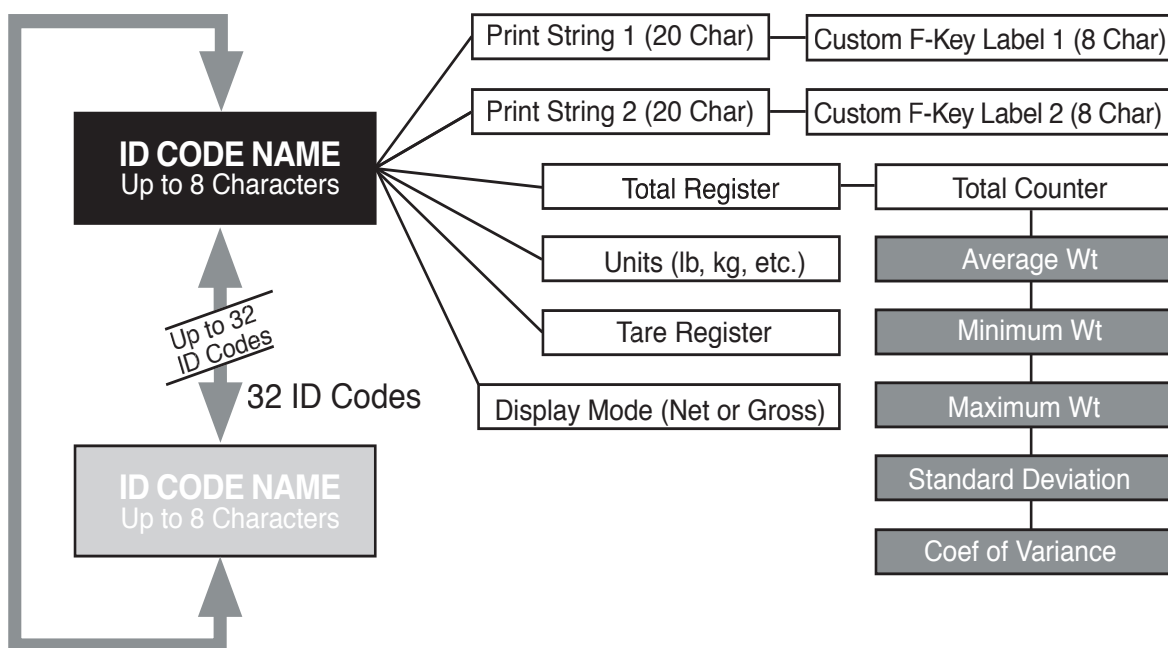 Print String 1 (20 Char)
Custom F-Key Label 1 (8 Char)
Print String 2 (20 Char)
Custom F-Key Label 2 (8 Char)
ID CODE NAME
Up to 8 Characters
Total Register
Total Counter
Units (lb, kg, etc.)
Average Wt
Up to 32
ID Codes
Tare Register
Minimum Wt
32 ID Codes
Display Mode (Net or Gross)
Maximum Wt
ID CODE NAME
Up to 8 Characters
Standard Deviation
Coef of Variance